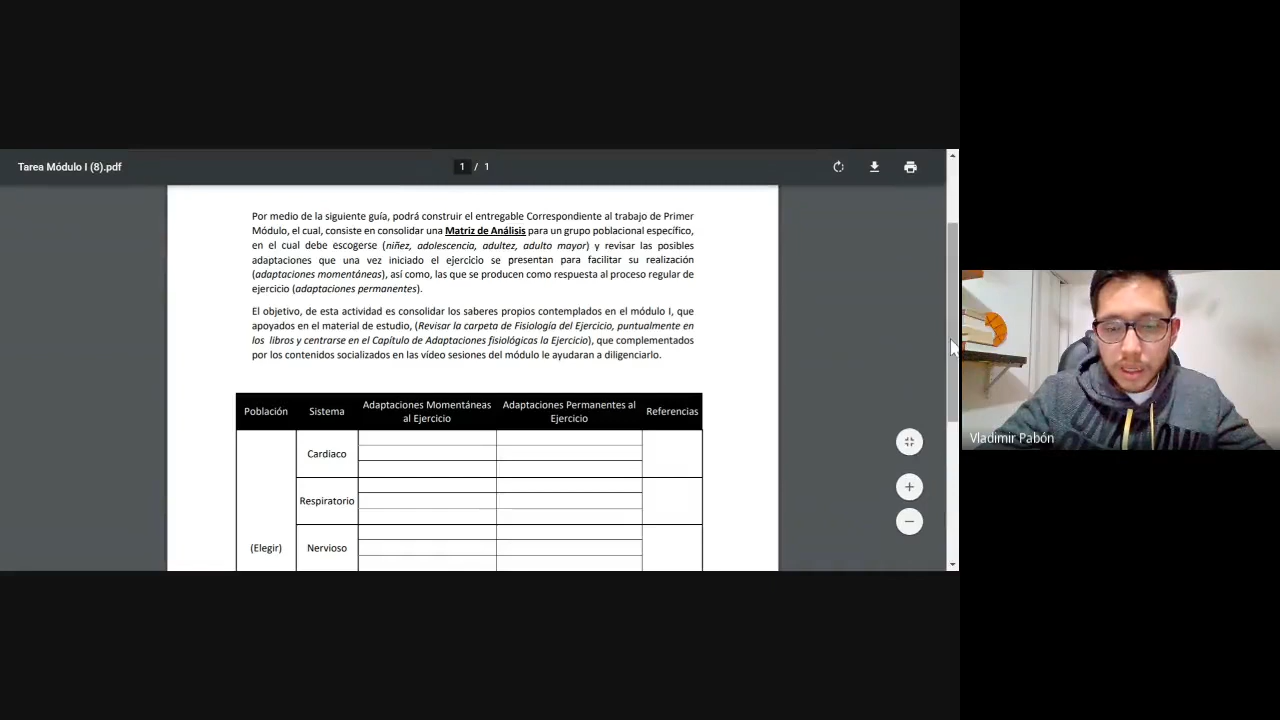 Tarea Módulo I (8).pdf
1 / 1
Por medio de la siguiente guía, podrá construir el entregable Correspondiente al trabajo de Primer
Módulo, el cual, consiste en consolidar una Matriz de Análisis para un grupo poblacional específico,
en el cual debe escogerse (niñez, adolescencia, adultez, adulto mayor) y revisar las posibles
adaptaciones que una vez iniciado el ejercicio se presentan para facilitar su realización
(adaptaciones momentáneas), así como, las que se producen como respuesta al proceso regular de
ejercicio (adaptaciones permanentes).
El objetivo, de esta actividad es consolidar los saberes propios contemplados en el módulo I, que
apoyados en el material de estudio, (Revisar la carpeta de Fisiología del Ejercicio, puntualmente en
los libros y centrarse en el Capítulo de Adaptaciones fisiológicas la Ejercicio), que complementados
por los contenidos socializados en las vídeo sesiones del módulo le ayudaran a diligenciarlo.
Población Sistema Adaptaciones Momentáneas al Ejercicio Adaptaciones Permanentes al Ejercicio Referencias
Cardiaco
Respiratorio
(Elegir) Nervioso
Vladimir Pabón